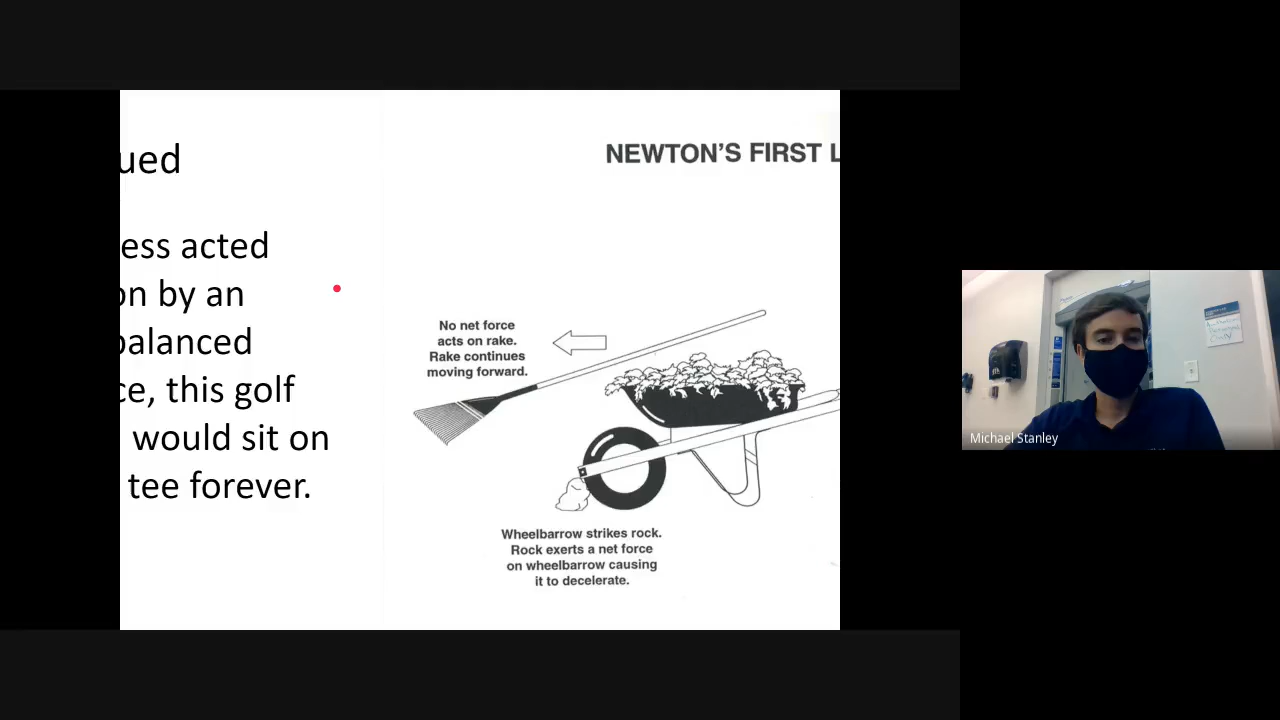 ued
ess acted
on by an
balanced
ce, this golf
would sit on
tee forever.
NEWTON'S FIRST L
No net force
acts on rake.
Rake continues
moving forward.
Wheelbarrow strikes rock.
Rock exerts a net force
on wheelbarrow causing
it to decelerate.
Michael Stanley